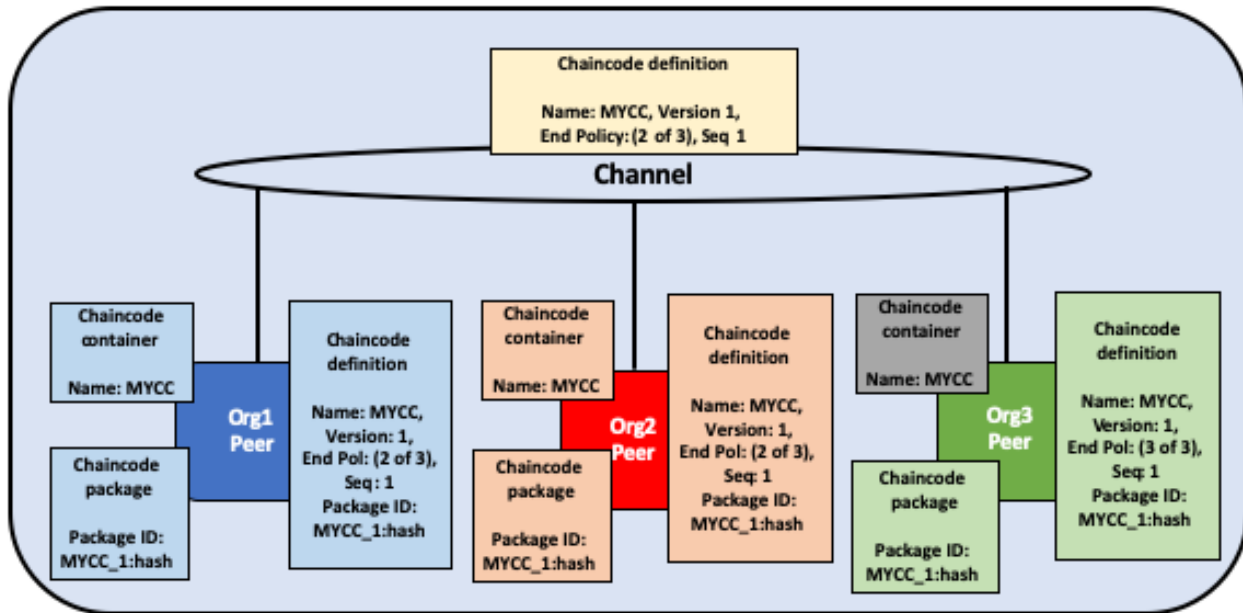 Chaincode definition
Name: MYCC, Version 1,
End Policy: (2 of 3), Seq 1
Channel
Chaincode
container
Name: MYCC
Org1
Peer
Chaincode
package
Package ID:
MYCC_1:hash
Chaincode
definition
Name: MYCC,
Version: 1,
End Pol: (2 of 3),
Seq : 1
Package ID:
MYCC_1:hash
Chaincode
container
Name: MYCC
Org2
Peer
Chaincode
package
Package ID:
MYCC_1:hash
Chaincode
definition
Name: MYCC,
Version: 1,
End Pol: (2 of 3),
Seq: 1
Package ID:
MYCC_1:hash
Chaincode
container
Name: MYCC
Org3
Peer
Chaincode
package
Package ID:
MYCC_1:hash
Chaincode
definition
Name: MYCC,
Version: 1,
End Pol: (3 of 3),
Seq: 1
Package ID:
MYCC_1:hash